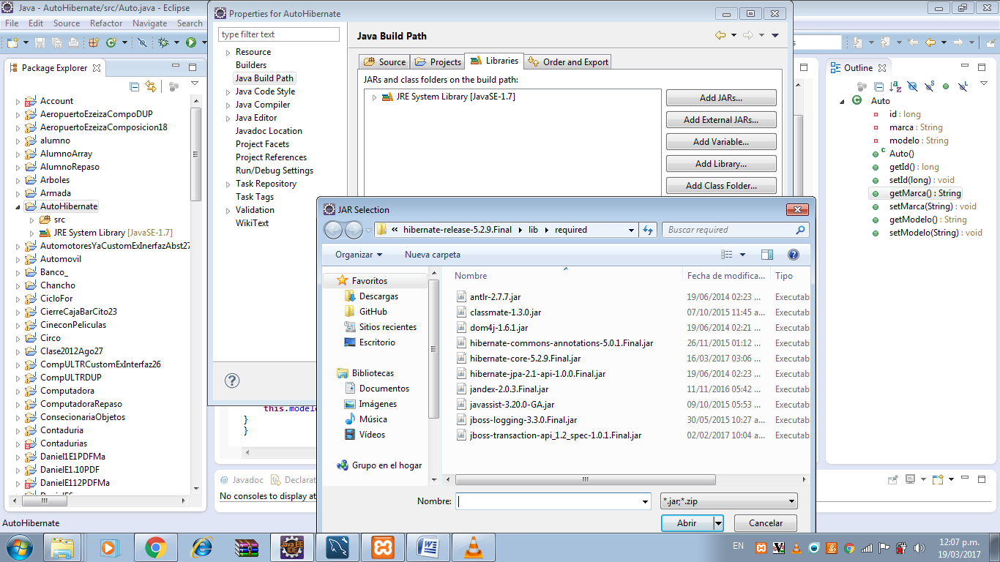 Java - AutoHibernate/src/Auto.java - Eclipse
File Edit Source Refactor Navigate Search
Package Explorer
Account
AeropuertoEzeizaCompoDUP
AeropuertoEzeizaComposicion18
alumno
AlumnoArray
AlumnoRepaso
Arboles
Armada
AutoHibernate
src
JRE System Library [JavaSE-1.7]
AutomotoresYaCustomExInerfazAbst27
Automovil
Banco_
Chancho
CicloFor
CierreCajaBarCito23
CineconPeliculas
Circo
Clase2012Ago27
CompULTRCustomExInterfaz26
CompULTRDUP
Computadora
ComputadoraRepaso
ConsecionariaObjetos
Contaduria
Contadurias
Daniel1E1PDFMa
DanielE1.10PDF
DanielE112PDFMa
AutoHibernate
Properties for AutoHibernate
type filter text
Resource
Builders
Java Build Path
Java Code Style
Java Compiler
Java Editor
Javadoc Location
Project Facets
Project References
Run/Debug Settings
Task Repository
Task Tags
Validation
WikiText
Java Build Path
Source Projects Libraries Order and Export
JARs and class folders on the build path:
JRE System Library [JavaSE-1.7]
Add JARs...
Add External JARs...
Add Variable...
Add Library...
Add Class Folder...
this.modelo
}
}
@ Javadoc Declarat
No consoles to display at
JAR Selection
« hibernate-release-5.2.9.Final lib required
Buscar required
Organizar Nueva carpeta
Favoritos
Descargas
GitHub
Sitios recientes
Escritorio
Bibliotecas
Documentos
Imágenes
Música
Vídeos
Grupo en el hogar
Nombre Fecha de modifica... Tipo
antlr-2.7.7.jar 19/06/2014 02:23 ... Executab
classmate-1.3.0.jar 07/10/2015 11:45 a... Executab
dom4j-1.6.1.jar 19/06/2014 02:21 ... Executab
hibernate-commons-annotations-5.0.1.Final.jar 26/11/2015 01:12 ... Executab
hibernate-core-5.2.9.Final.jar 16/03/2017 03:06 ... Executab
hibernate-jpa-2.1-api-1.0.0.Final.jar 19/06/2014 02:23 ... Executab
jandex-2.0.3.Final.jar 11/11/2016 05:42 ... Executab
javassist-3.20.0-GA.jar 09/10/2015 05:53 ... Executab
jboss-logging-3.3.0.Final.jar 30/05/2015 10:27 a... Executab
jboss-transaction-api_1.2_spec-1.0.1.Final.jar 02/02/2017 10:04 a... Executab
Nombre:
*.jar;*.zip
Abrir Cancelar
Outline
Auto
id : long
marca : String
modelo : String
Auto()
getId() : long
setId(long) : void
getMarca() : String
setMarca(String) : void
getModelo() : String
setModelo(String) : void
Java EE
IDE
EN
12:07 p.m.
19/03/2017